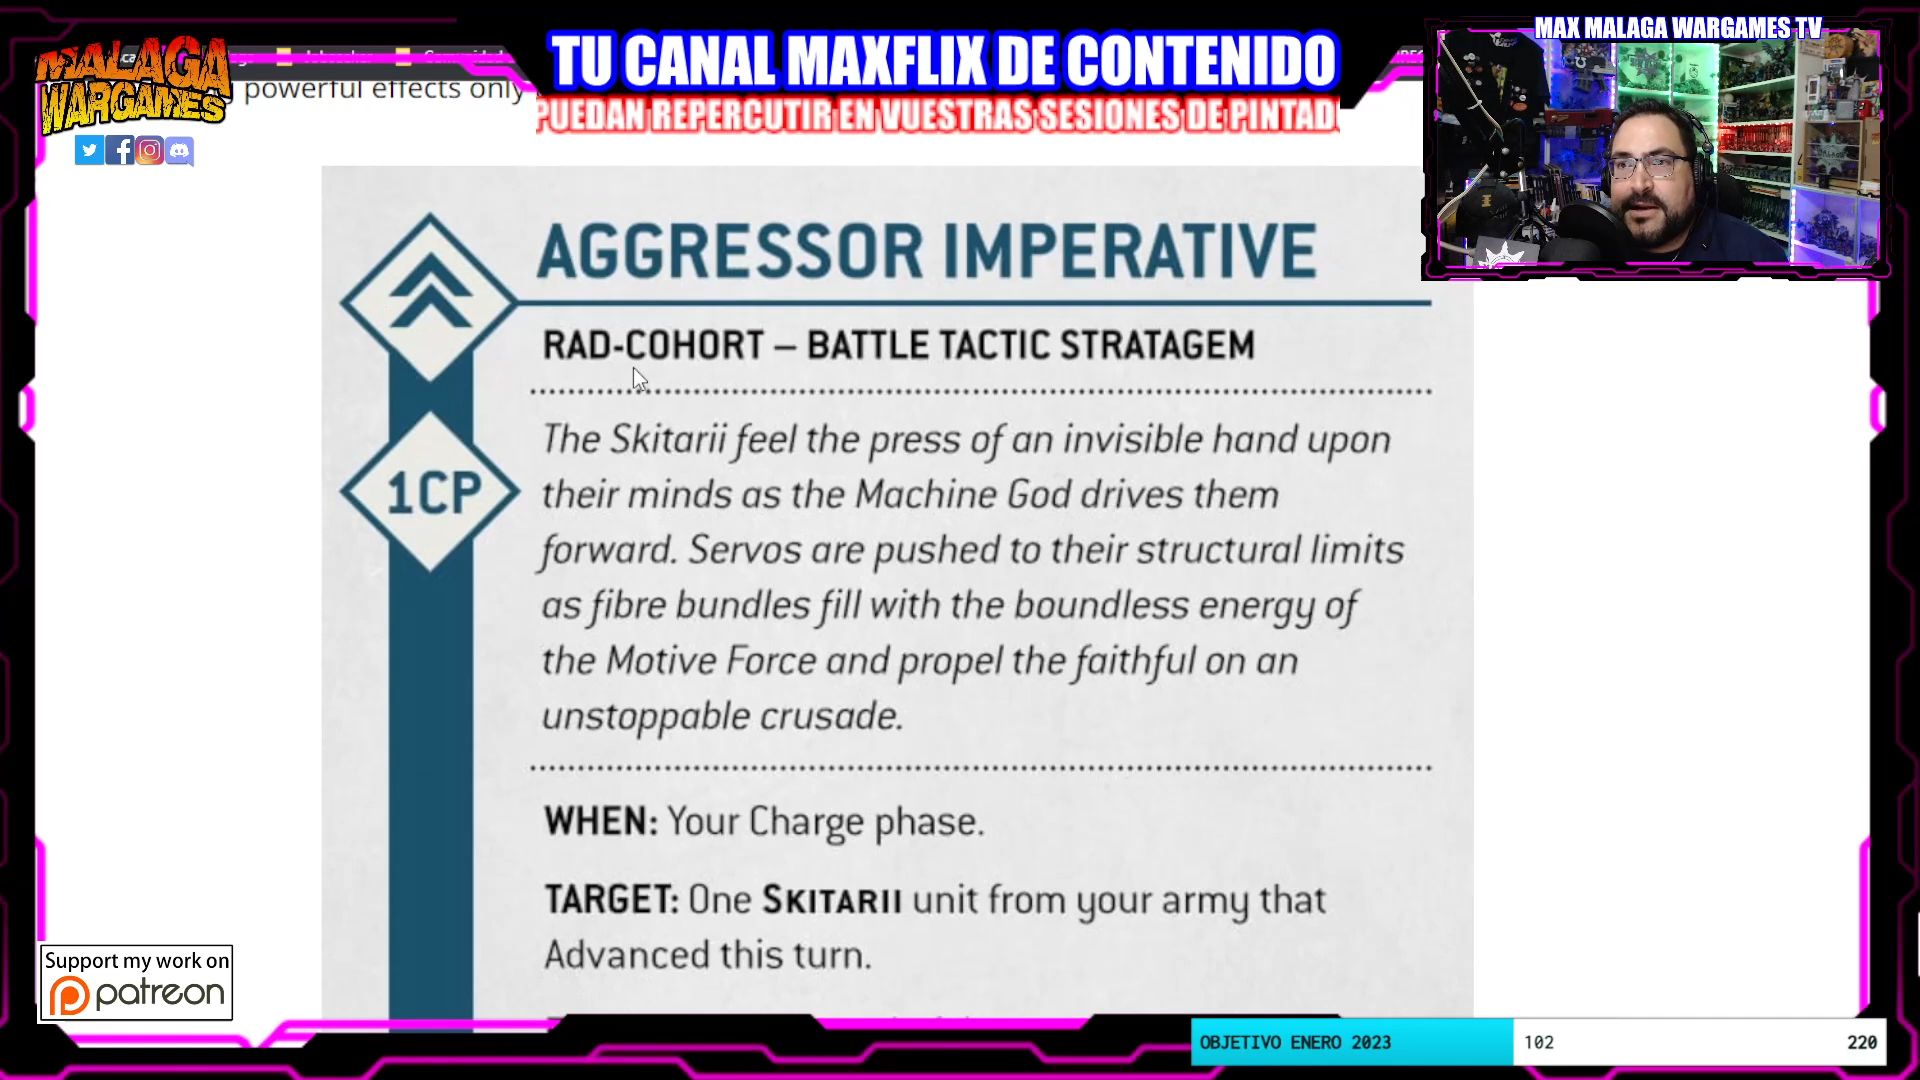 MALAGA
WARGAMES
powerful effects only
TU CANAL MAXFLIX DE CONTENIDO
PUEDAN REPERCUTIR EN VUESTRAS SESIONES DE PINTAD
MAX MALAGA WARGAMES TV
AGGRESSOR IMPERATIVE
RAD-COHORT – BATTLE TACTIC STRATAGEM
1CP
The Skitarii feel the press of an invisible hand upon
their minds as the Machine God drives them
forward. Servos are pushed to their structural limits
as fibre bundles fill with the boundless energy of
the Motive Force and propel the faithful on an
unstoppable crusade.
WHEN: Your Charge phase.
TARGET: One SKITARII unit from your army that
Advanced this turn.
Support my work on
patreon
OBJETIVO ENERO 2023 102 220